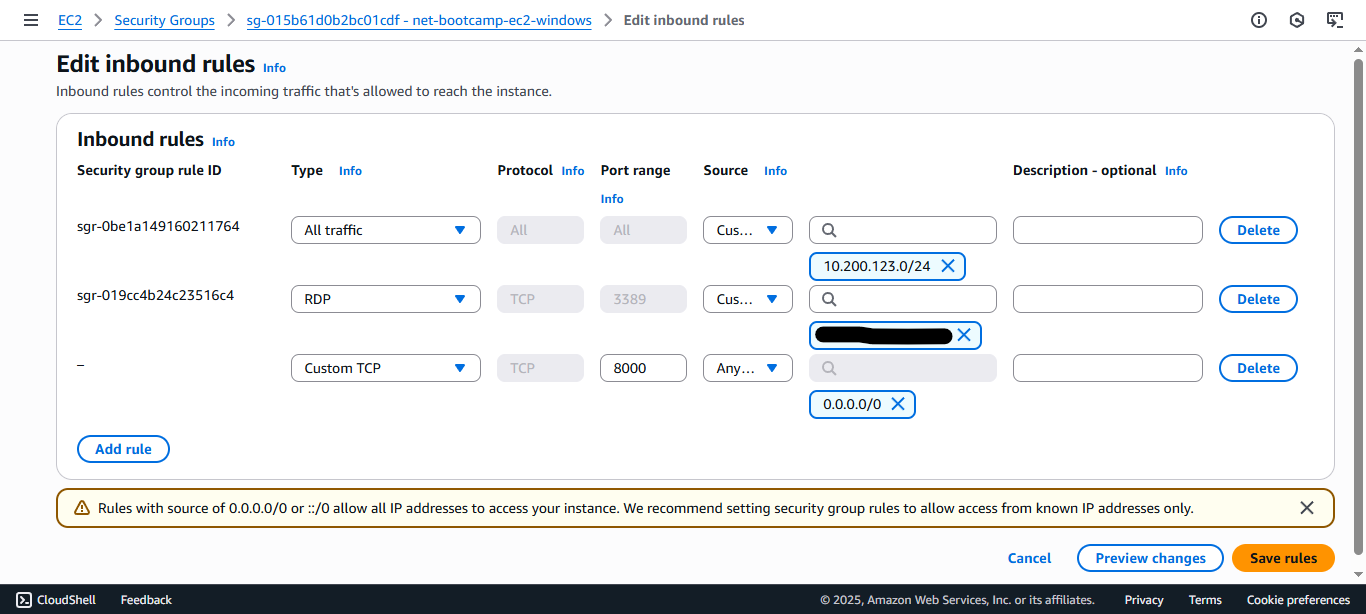 EC2 > Security Groups > sg-015b61d0b2bc01cdf - net-bootcamp-ec2-windows > Edit inbound rules
Edit inbound rules Info
Inbound rules control the incoming traffic that's allowed to reach the instance.
Inbound rules Info
Security group rule ID Type Info Protocol Info Port range Info Source Info Description - optional Info
sgr-0be1a149160211764 All traffic All All Cus... Delete
10.200.123.0/24
sgr-019cc4b24c23516c4 RDP TCP 3389 Cus... Delete
– Custom TCP TCP 8000 Any... Delete
0.0.0.0/0
Add rule
Rules with source of 0.0.0.0/0 or ::/0 allow all IP addresses to access your instance. We recommend setting security group rules to allow access from known IP addresses only.
Cancel Preview changes Save rules
CloudShell Feedback © 2025, Amazon Web Services, Inc. or its affiliates. Privacy Terms Cookie preferences